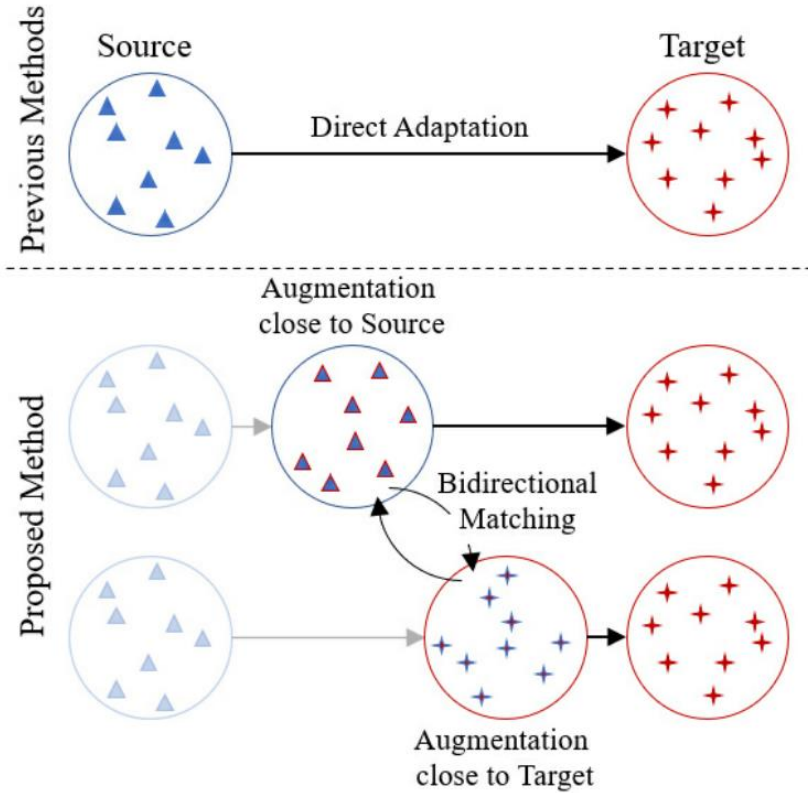 Previous Methods
Source
Target
Direct Adaptation
Proposed Method
Augmentation
close to Source
Bidirectional
Matching
Augmentation
close to Target